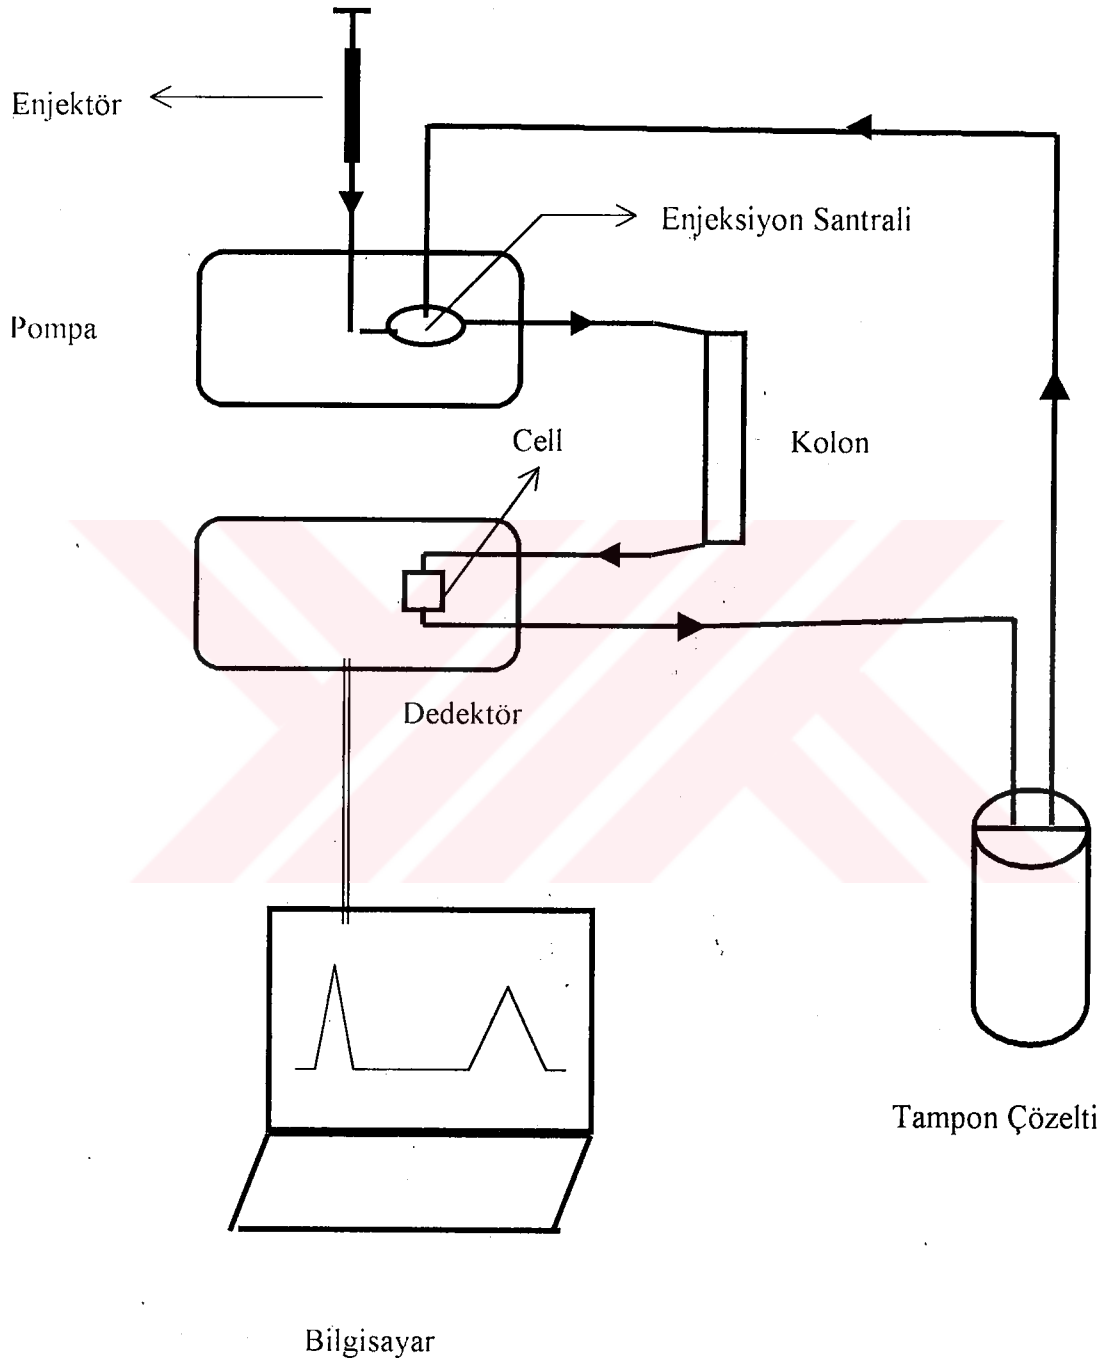 Enjektör
Enjeksiyon Santrali
Pompa
Cell
Kolon
Dedektör
Tampon Çözelti
Bilgisayar